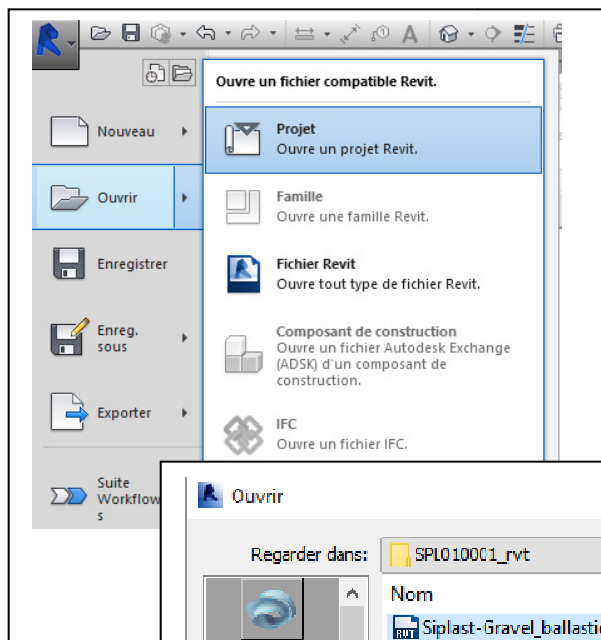 Ouvre un fichier compatible Revit.
Nouveau
Projet
Ouvre un projet Revit.
Ouvrir
Famille
Ouvre une famille Revit.
Enregistrer
Fichier Revit
Ouvre tout type de fichier Revit.
Enreg.
sous
Composant de construction
Ouvre un fichier Autodesk Exchange
(ADSK) d'un composant de
construction.
Exporter
IFC
Ouvre un fichier IFC.
Suite
Workflow
s
Ouvrir
Regarder dans:
SPL010001_rvt
Nom
RVT
Siplast-Gravel_ballastic